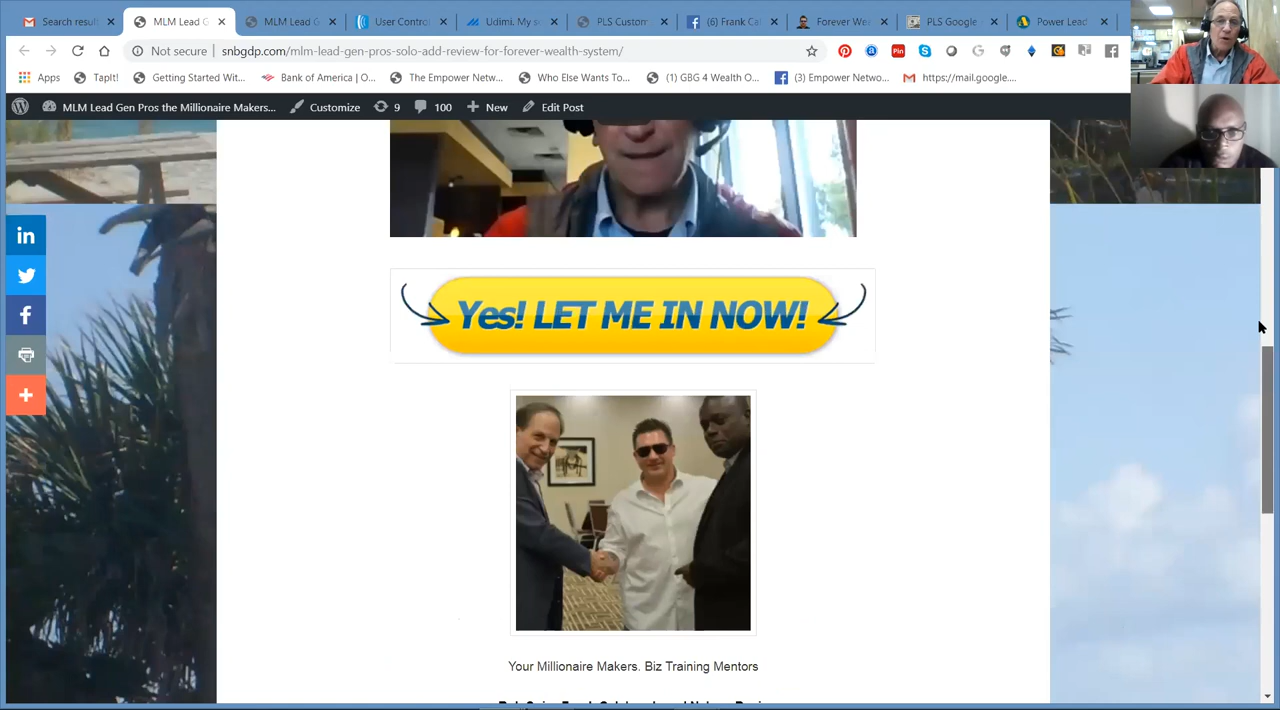 Search result
MLM Lead G
MLM Lead Ge
User Control
Udimi. My s
PLS Custom
(6) Frank Cal
Forever Wea
PLS Google
Power Lead
Not secure | snbgdp.com/mlm-lead-gen-pros-solo-add-review-for-forever-wealth-system/
Apps
TapIt!
Getting Started Wit...
Bank of America | O...
The Empower Netw...
Who Else Wants To...
(1) GBG 4 Wealth O...
(3) Empower Netwo...
https://mail.google....
MLM Lead Gen Pros the Millionaire Makers...
Customize
9
100
New
Edit Post
Yes! LET ME IN NOW!
Your Millionaire Makers. Biz Training Mentors